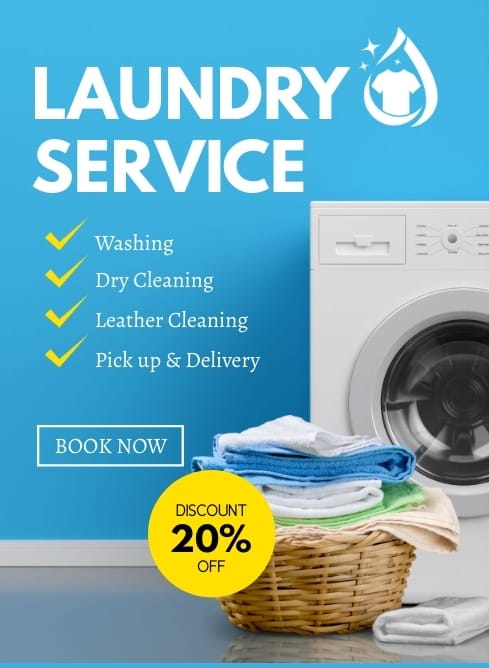 LAUNDRY
SERVICE
Washing
Dry Cleaning
Leather Cleaning
Pick up & Delivery
BOOK NOW
DISCOUNT
20%
OFF